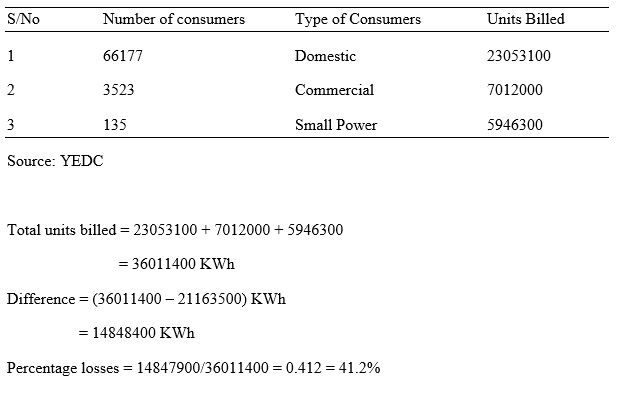 S/No Number of consumers Type of Consumers Units Billed
1 66177 Domestic 23053100
2 3523 Commercial 7012000
3 135 Small Power 5946300
Source: YEDC
Total units billed = 23053100 + 7012000 + 5946300
= 36011400 KWh
Difference = (36011400 – 21163500) KWh
= 14848400 KWh
Percentage losses = 14847900/36011400 = 0.412 = 41.2%